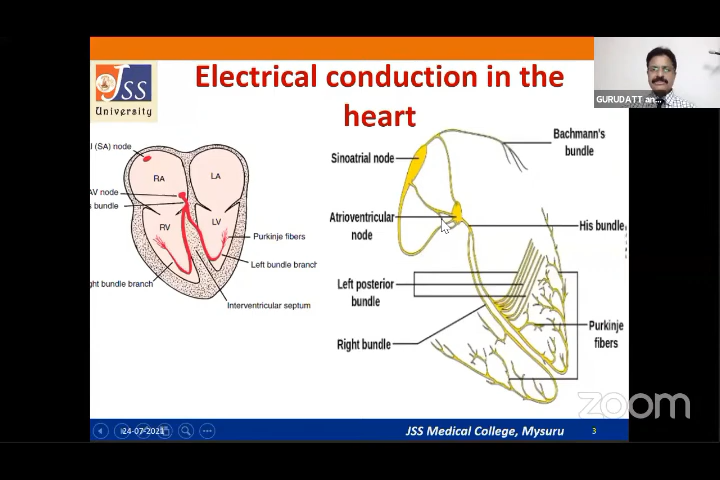 Electrical conduction in the
heart
JSS
University
GURUDATT an...
l (SA) node
AV node
s bundle
RA
LA
RV
LV
Purkinje fibers
Left bundle branch
ght bundle branch
Interventricular septum
Sinoatrial node
Bachmann's
bundle
Atrioventricular
node
His bundle
Left posterior
bundle
Right bundle
Purkinje
fibers
zoom
24-07-2021
JSS Medical College, Mysuru
3